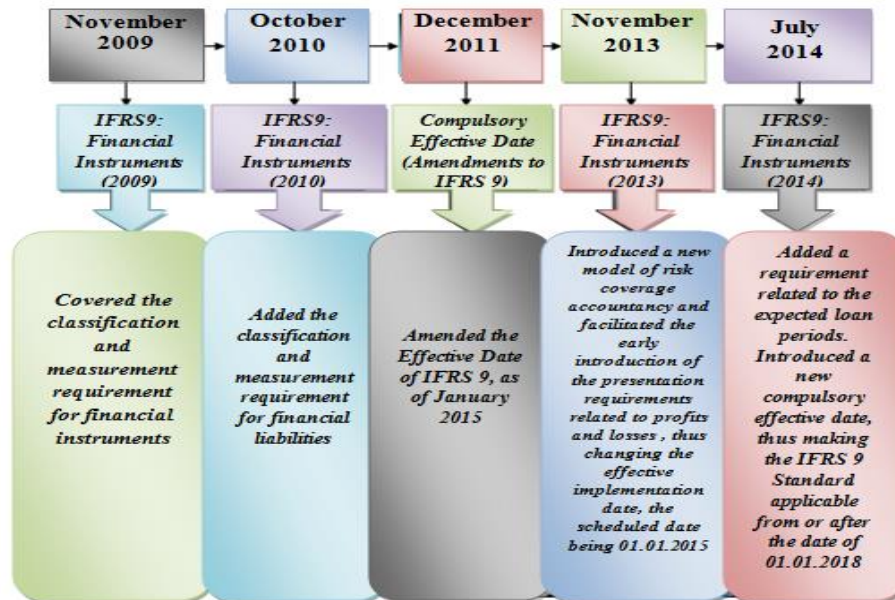 November
2009
October
2010
December
2011
November
2013
July
2014
IFRS9:
Financial
Instruments
(2009)
IFRS9:
Financial
Instruments
(2010)
Compulsory
Effective Date
(Amendments to
IFRS 9)
IFRS9:
Financial
Instruments
(2013)
IFRS9:
Financial
Instruments
(2014)
Covered the
classification
and
measurement
requirement
for financial
instruments
Added the
classification
and
measurement
requirement
for financial
liabilities
Amended the
Effective Date
of IFRS 9, as
of January
2015
Introduced a new
model of risk
coverage
accountancy and
facilitated the
early
introduction of
the presentation
requirements
related to profits
and losses , thus
changing the
effective
implementation
date, the
scheduled date
being 01.01.2015
Added a
requirement
related to the
expected loan
periods.
Introduced a
new
compulsory
effective date,
thus making
the IFRS 9
Standard
applicable
from or after
the date of
01.01.2018